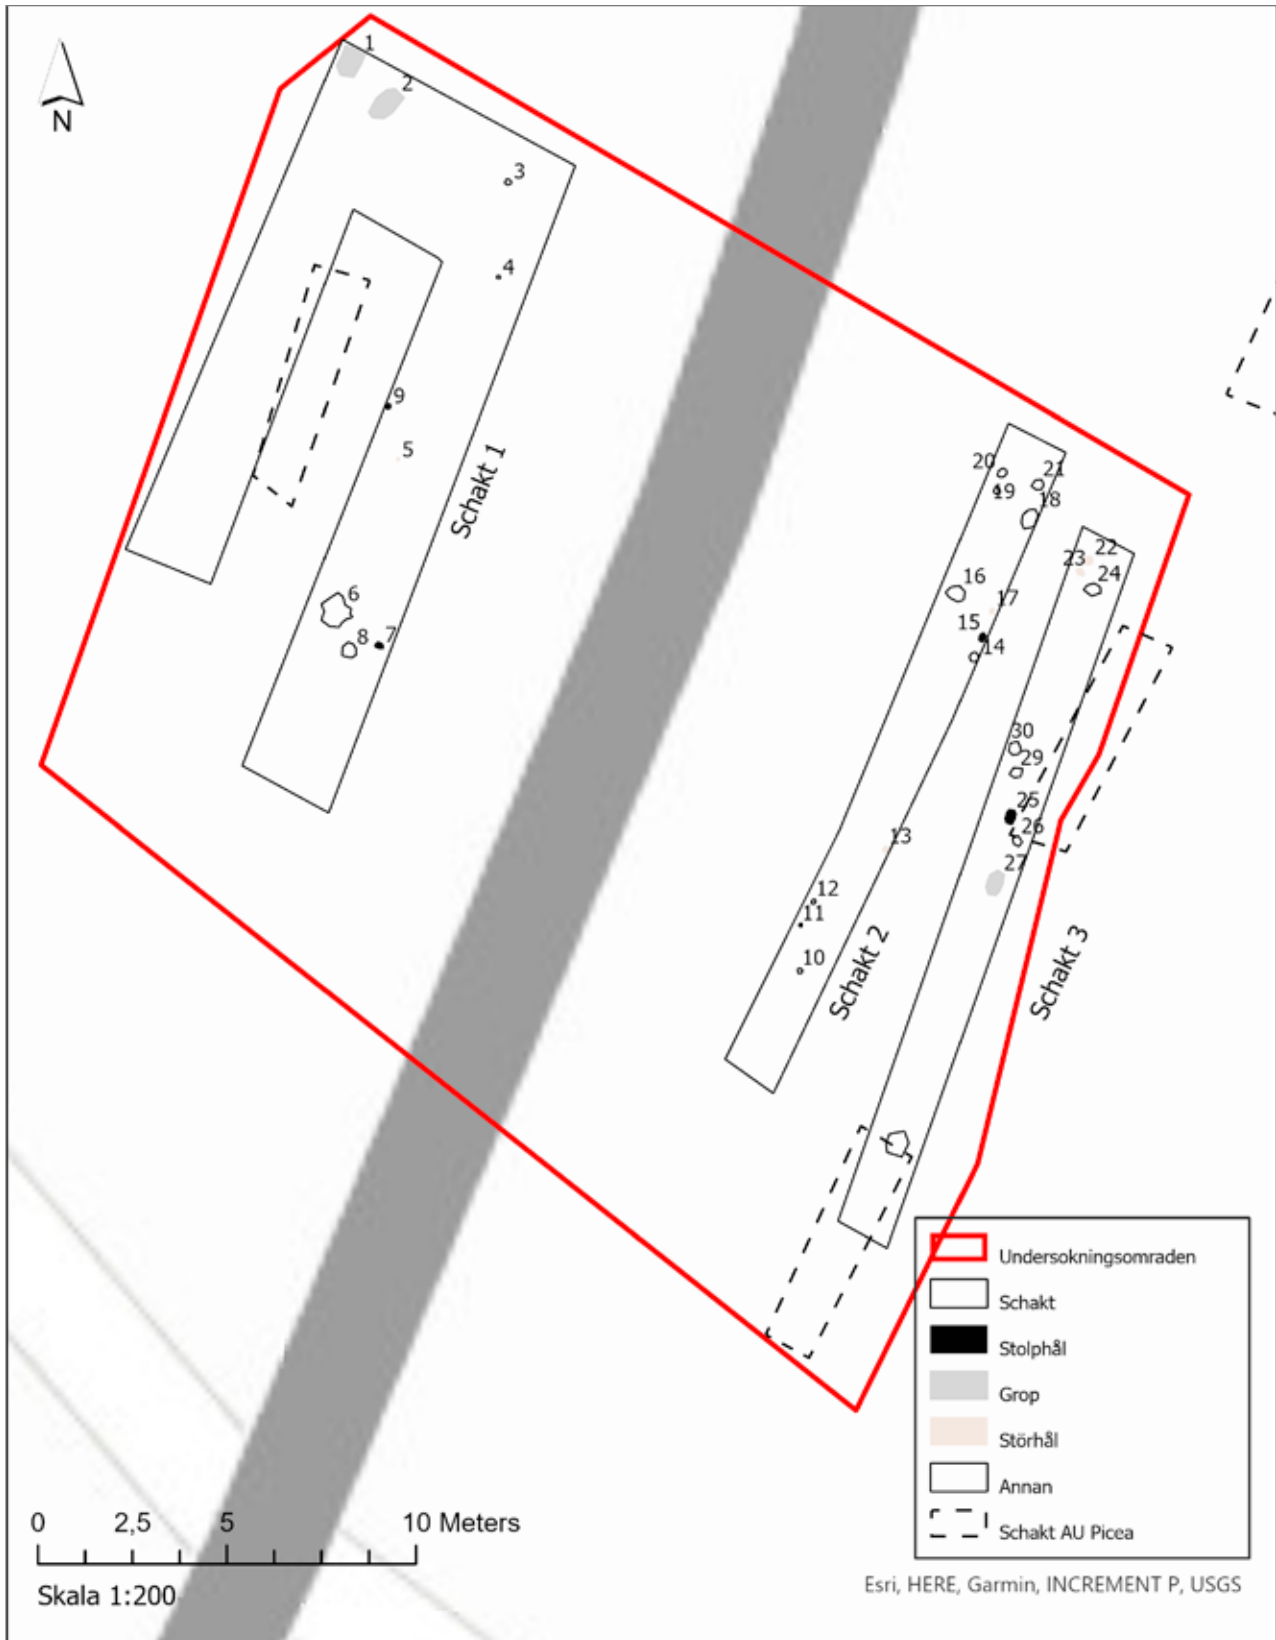 1
2
N
3
4
9
5
Schakt 1
20
21
19
18
22
23
24
16
17
6
15
8
7
14
30
29
25
26
13
27
12
11
Schakt 2
Schakt 3
10
Undersokningsomraden
Schakt
Stolphål
Grop
Störhål
Annan
Schakt AU Picea
0 2,5 5 10 Meters
Skala 1:200
Esri, HERE, Garmin, INCREMENT P, USGS